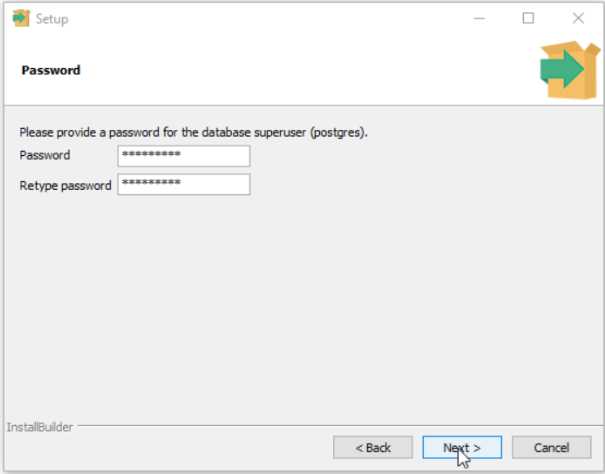 Setup
Password
Please provide a password for the database superuser (postgres).
Password *********
Retype password *********
InstallBuilder
< Back Next > Cancel